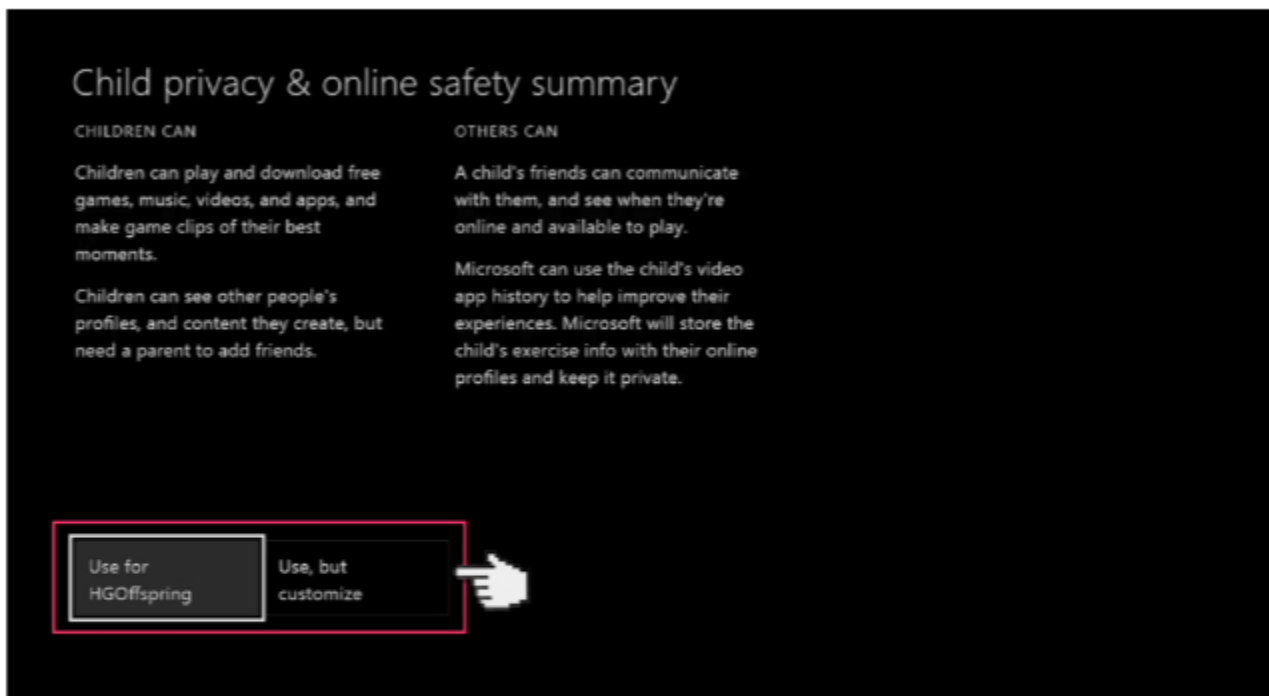 Child privacy & online safety summary
CHILDREN CAN
Children can play and download free
games, music, videos, and apps, and
make game clips of their best
moments.
Children can see other people's
profiles, and content they create, but
need a parent to add friends.
OTHERS CAN
A child's friends can communicate
with them, and see when they're
online and available to play.
Microsoft can use the child's video
app history to help improve their
experiences. Microsoft will store the
child's exercise info with their online
profiles and keep it private.
Use for
HGOffspring
Use, but
customize